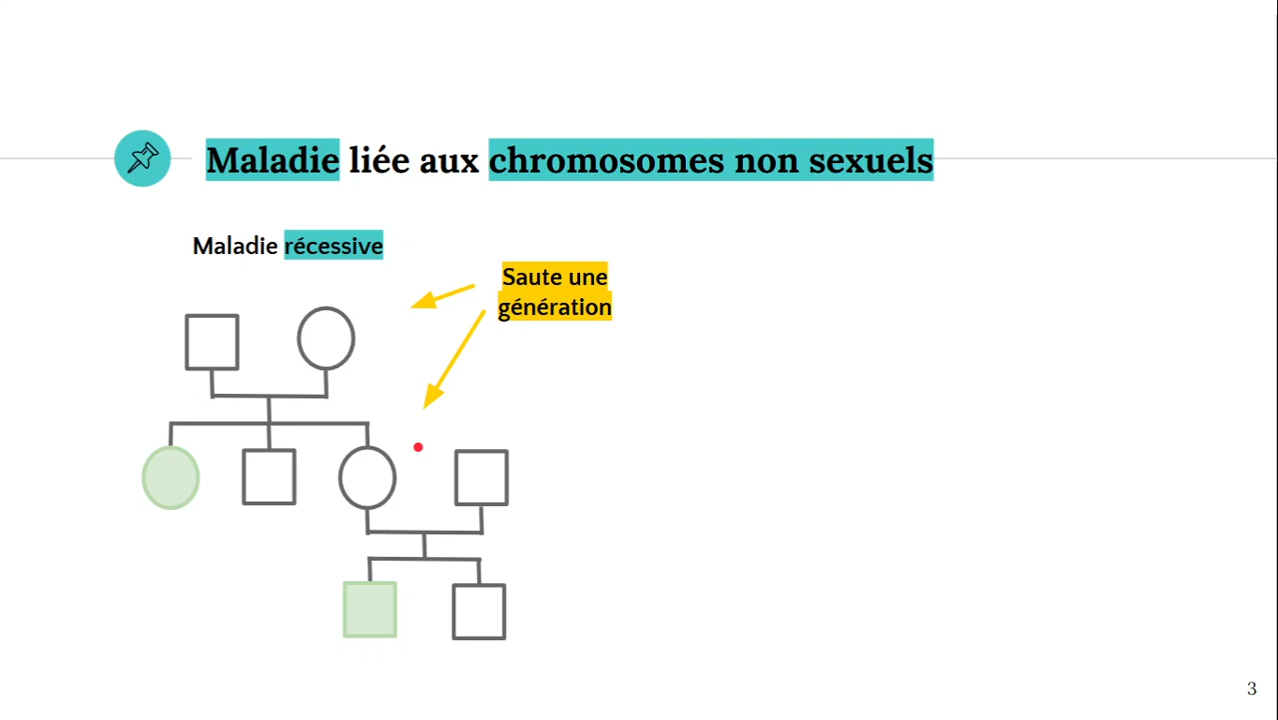 Maladie liée aux chromosomes non sexuels
Maladie récessive
Saute une
génération
3